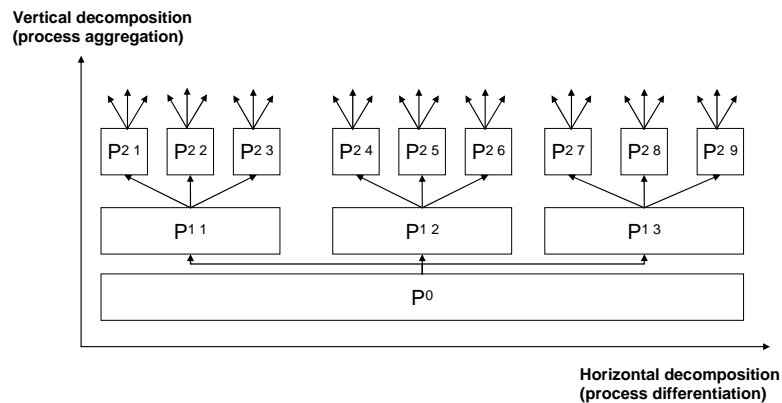 Vertical decomposition
(process aggregation)
P2 1 P2 2 P2 3 P2 4 P2 5 P2 6 P2 7 P2 8 P2 9
P1 1 P1 2 P1 3
P0
Horizontal decomposition
(process differentiation)